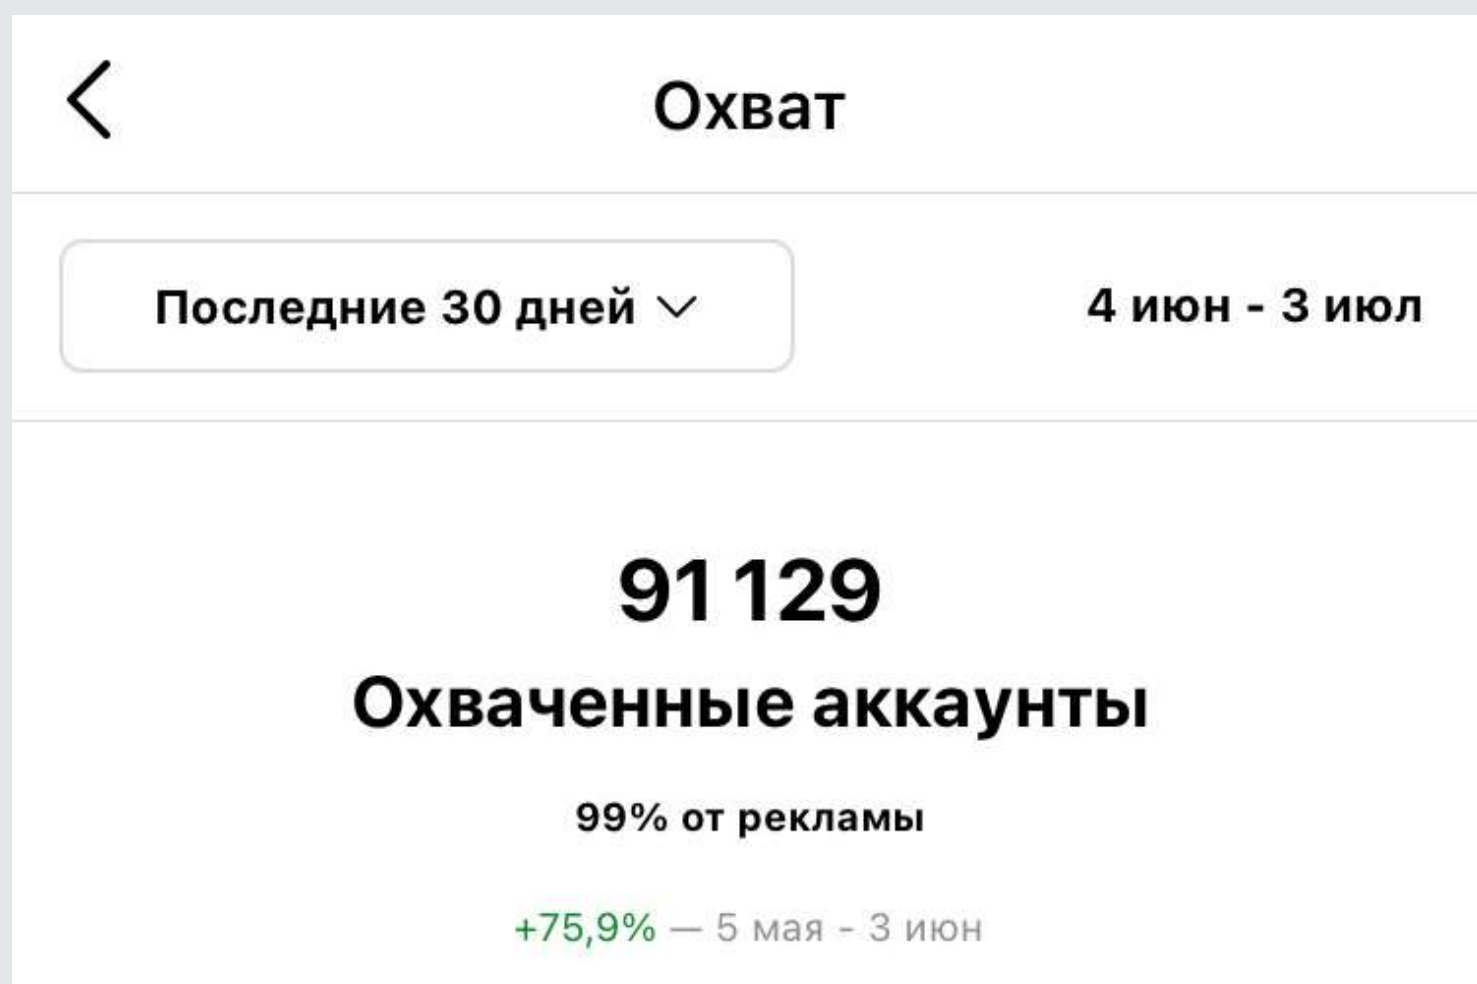 Охват
Последние 30 дней
4 июн - 3 июл
91 129
Охваченные аккаунты
99% от рекламы
+75,9% — 5 мая - 3 июн